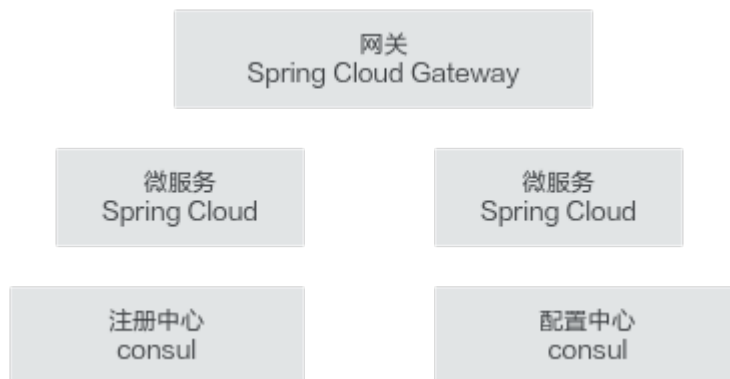 网关
Spring Cloud Gateway
微服务
Spring Cloud
微服务
Spring Cloud
注册中心
consul
配置中心
consul